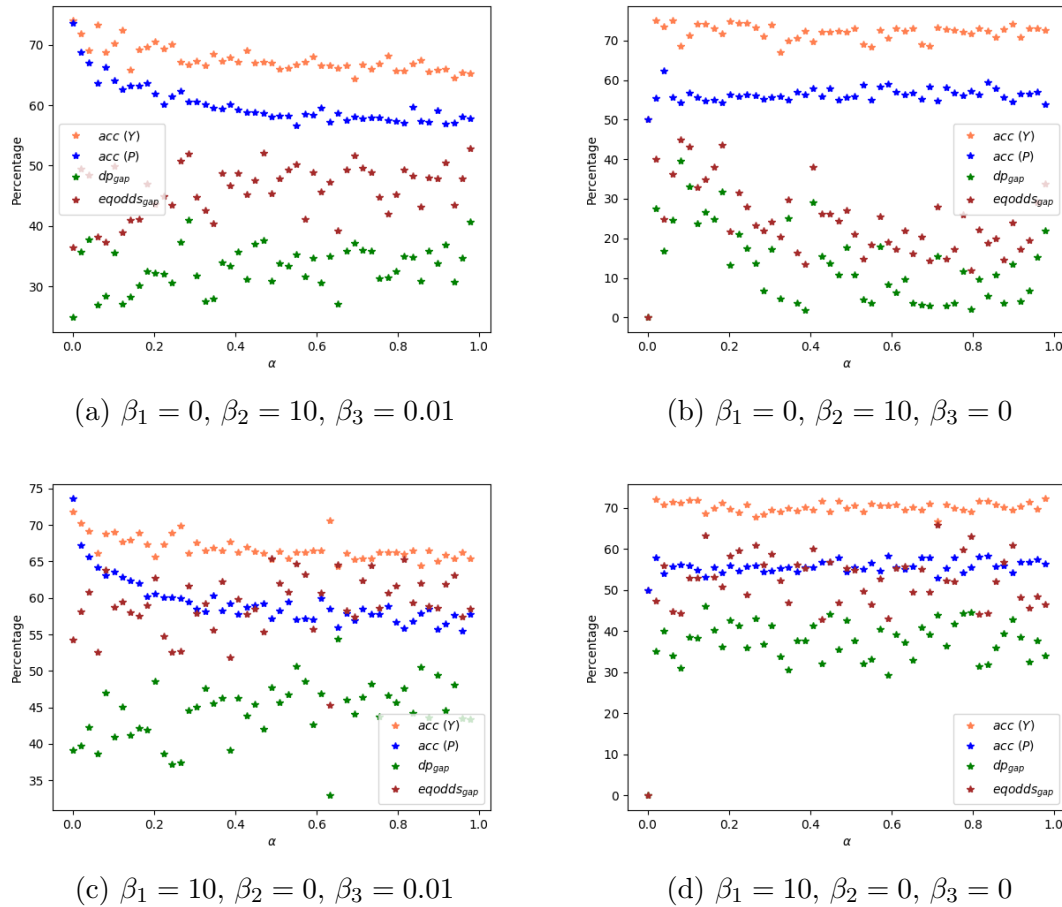 70
60
50
40
30
Percentage
acc (Y)
acc (P)
dp_gap
eqodds_gap
0.0 0.2 0.4 0.6 0.8 1.0
α
(a) β₁ = 0, β₂ = 10, β₃ = 0.01
70
60
50
40
30
20
10
0
Percentage
acc (Y)
acc (P)
dp_gap
eqodds_gap
0.0 0.2 0.4 0.6 0.8 1.0
α
(b) β₁ = 0, β₂ = 10, β₃ = 0
75
70
65
60
55
50
45
40
35
Percentage
acc (Y)
acc (P)
dp_gap
eqodds_gap
0.0 0.2 0.4 0.6 0.8 1.0
α
(c) β₁ = 10, β₂ = 0, β₃ = 0.01
70
60
50
40
30
20
10
0
Percentage
acc (Y)
acc (P)
dp_gap
eqodds_gap
0.0 0.2 0.4 0.6 0.8 1.0
α
(d) β₁ = 10, β₂ = 0, β₃ = 0